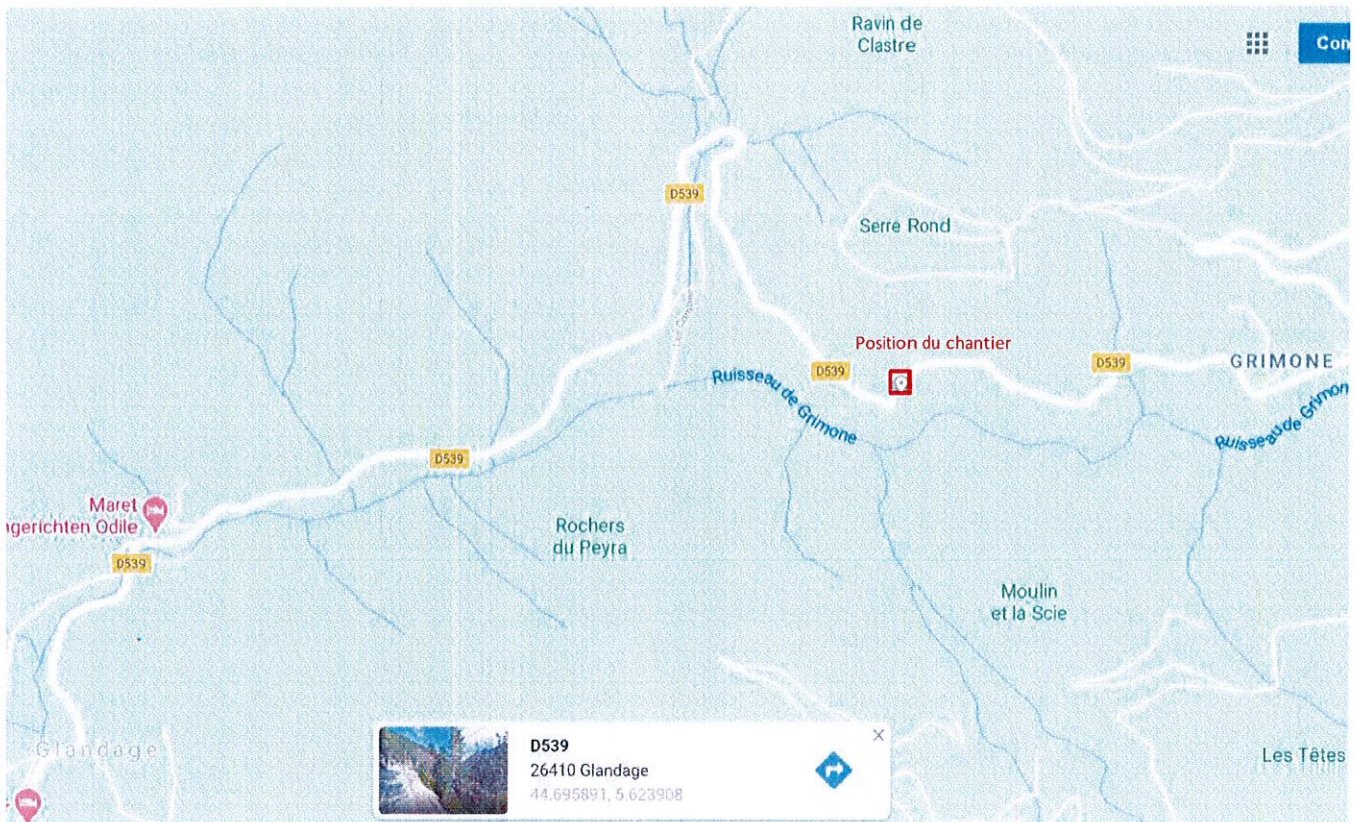 Ravin de
Clastre
Con
D539
Serre Rond
Position du chantier
D539
D539
GRIMONE
Ruisseau de Grimone
Ruisseau de Grimon
D539
Maret
ngerichten Odile
Rochers
du Peyra
D539
Moulin
et la Scie
Glandage
D539
26410 Glandage
44.695891, 5.623908
Les Têtes